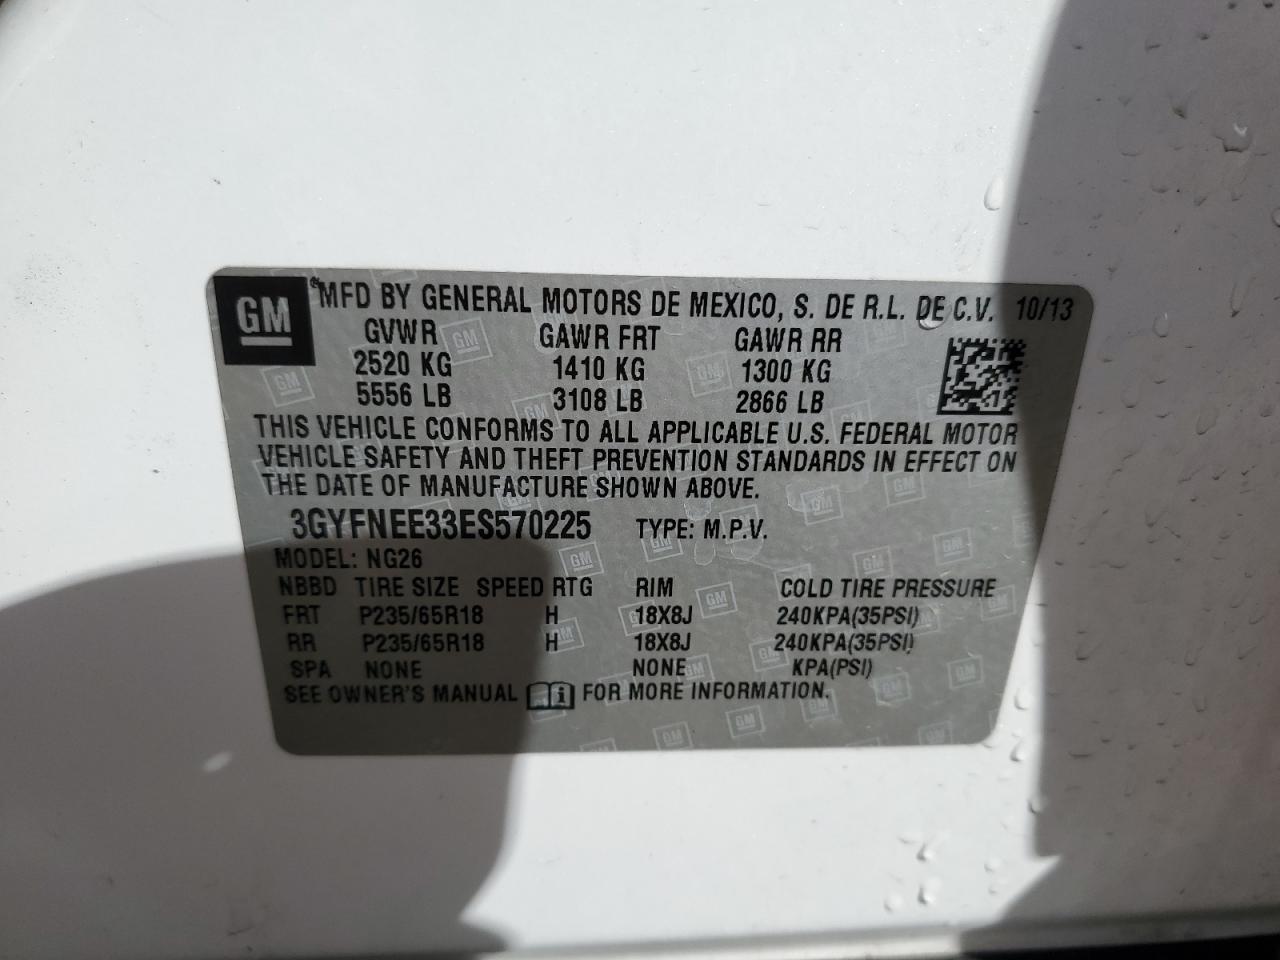 GM
MFD BY GENERAL MOTORS DE MEXICO, S. DE R.L. DE C.V. 10/13
GVWR GAWR FRT GAWR RR
2520 KG 1410 KG 1300 KG
5556 LB 3108 LB 2866 LB
THIS VEHICLE CONFORMS TO ALL APPLICABLE U.S. FEDERAL MOTOR
VEHICLE SAFETY AND THEFT PREVENTION STANDARDS IN EFFECT ON
THE DATE OF MANUFACTURE SHOWN ABOVE.
3GYFNEE33ES570225 TYPE: M.P.V.
MODEL: NG26
NBBD TIRE SIZE SPEED RTG RIM COLD TIRE PRESSURE
FRT P235/65R18 H 18X8J 240KPA(35PSI)
RR P235/65R18 H 18X8J 240KPA(35PSI)
SPA NONE NONE KPA(PSI)
SEE OWNER'S MANUAL i FOR MORE INFORMATION.